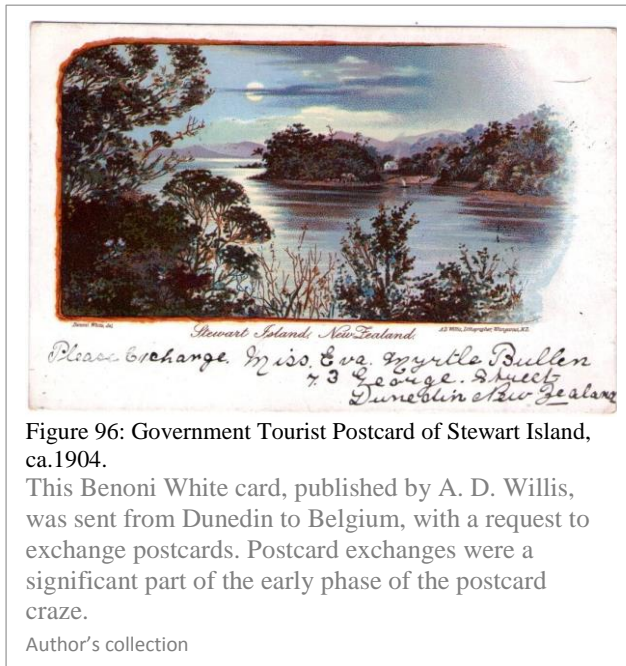 Benoni White, del.
Stewart Island, New Zealand.
A.D. Willis, Lithographer, Wanganui, N.Z.
Please Exchange. Miss, Eva. Myrtle Bullen
73 George. Street
Dunedin New Zealand
Figure 96: Government Tourist Postcard of Stewart Island,
ca.1904.
This Benoni White card, published by A. D. Willis,
was sent from Dunedin to Belgium, with a request to
exchange postcards. Postcard exchanges were a
significant part of the early phase of the postcard
craze.
Author's collection